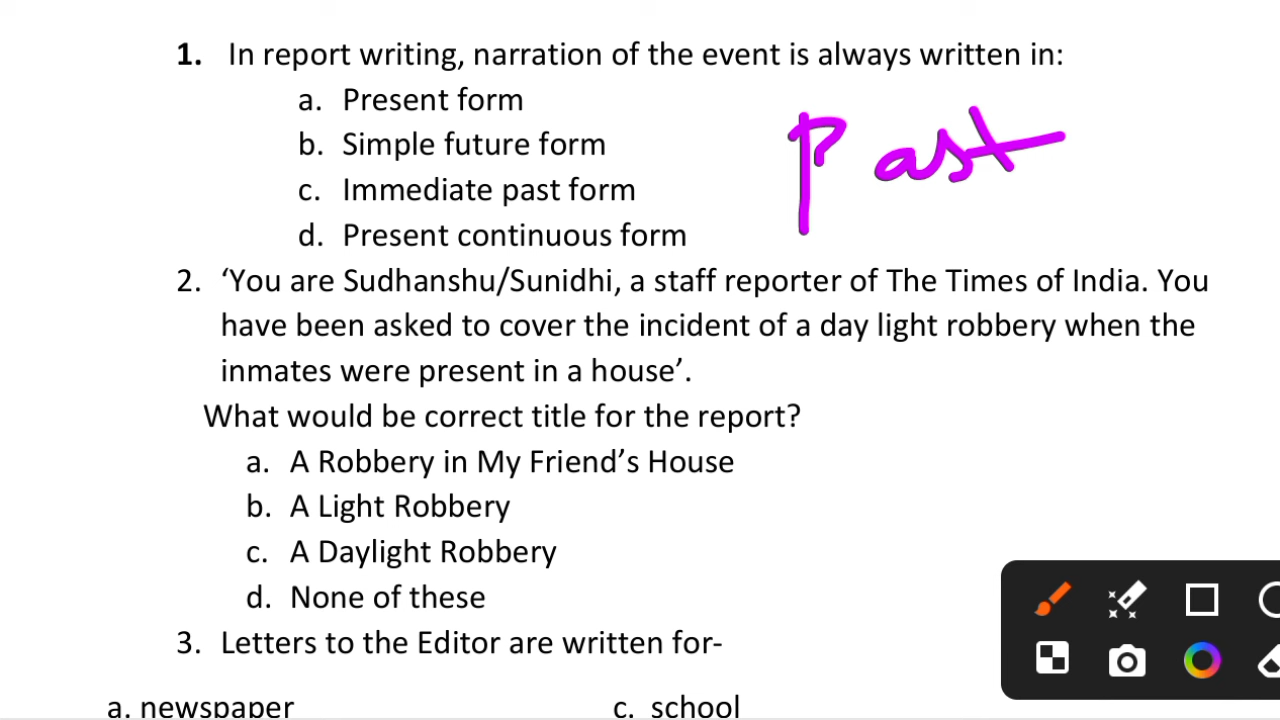 1. In report writing, narration of the event is always written in:
a. Present form
b. Simple future form
c. Immediate past form
d. Present continuous form
Past
2. ‘You are Sudhanshu/Sunidhi, a staff reporter of The Times of India. You
have been asked to cover the incident of a day light robbery when the
inmates were present in a house’.
What would be correct title for the report?
a. A Robbery in My Friend’s House
b. A Light Robbery
c. A Daylight Robbery
d. None of these
3. Letters to the Editor are written for-
a. newspaper c. school